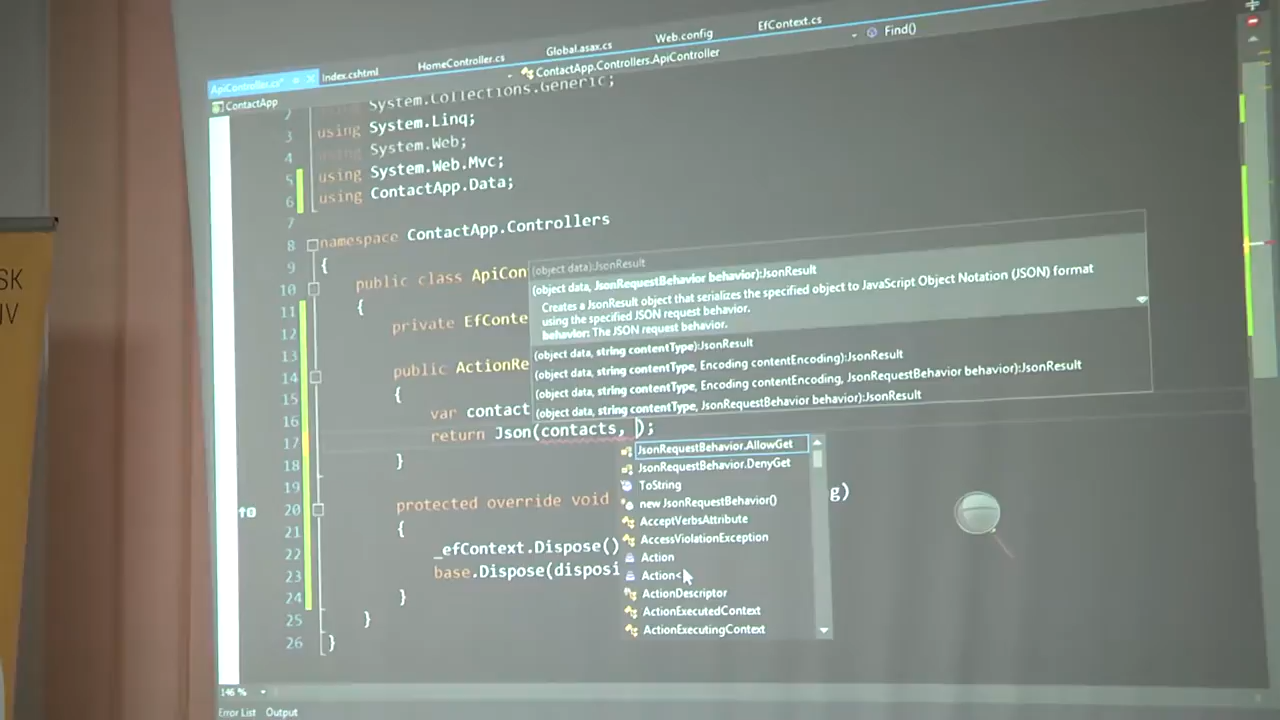 EfContext.cs
Web.config
Global.asax.cs
HomeController.cs
Index.cshtml
ApiController.cs*
Find()
ContactApp.Controllers.ApiController
ContactApp
2 System.Collections.Generic;
3 using System.Linq;
4 using System.Web;
5 using System.Web.Mvc;
6 using ContactApp.Data;
7
8 namespace ContactApp.Controllers
9 {
10 public class ApiCon
11 {
12 private EfConte
13
14 public ActionRe
15 {
16 var contact
17 return Json(contacts, );
18 }
19
20 protected override void g)
21 {
22 _efContext.Dispose()
23 base.Dispose(disposi
24 }
25 }
26 }
(object data):JsonResult
(object data, JsonRequestBehavior behavior):JsonResult
Creates a JsonResult object that serializes the specified object to JavaScript Object Notation (JSON) format
using the specified JSON request behavior.
behavior: The JSON request behavior.
(object data, string contentType):JsonResult
(object data, string contentType, Encoding contentEncoding):JsonResult
(object data, string contentType, Encoding contentEncoding, JsonRequestBehavior behavior):JsonResult
(object data, string contentType, JsonRequestBehavior behavior):JsonResult
JsonRequestBehavior.AllowGet
JsonRequestBehavior.DenyGet
ToString
new JsonRequestBehavior()
AcceptVerbsAttribute
AccessViolationException
Action
Action<
ActionDescriptor
ActionExecutedContext
ActionExecutingContext
146 %
Error List Output
SK